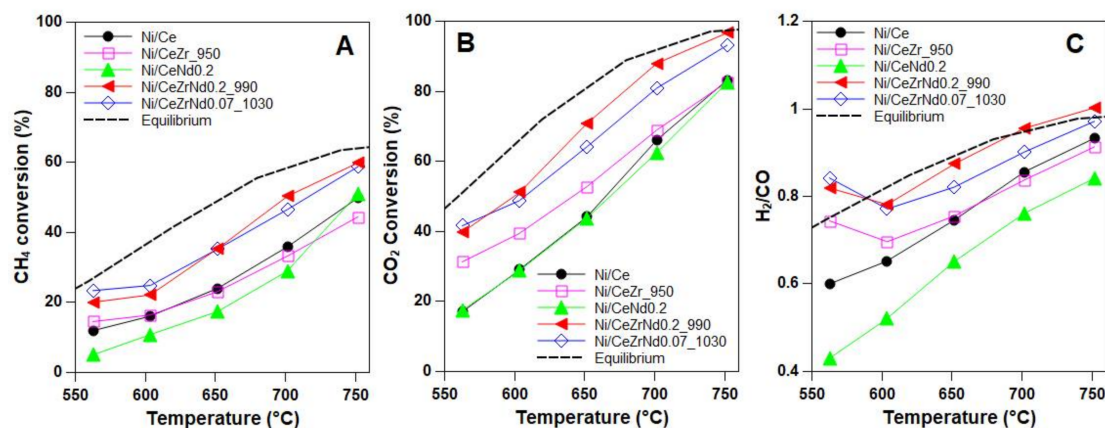 A
Ni/Ce
Ni/CeZr_950
Ni/CeNd0.2
Ni/CeZrNd0.2_990
Ni/CeZrNd0.07_1030
Equilibrium
CH₄ conversion (%)
100
80
60
40
20
0
550
600
650
700
750
Temperature (°C)
B
CO₂ Conversion (%)
100
80
60
40
20
0
Ni/Ce
Ni/CeZr_950
Ni/CeNd0.2
Ni/CeZrNd0.2_990
Ni/CeZrNd0.07_1030
Equilibrium
550
600
650
700
750
Temperature (°C)
C
Ni/Ce
Ni/CeZr_950
Ni/CeNd0.2
Ni/CeZrNd0.2_990
Ni/CeZrNd0.07_1030
Equilibrium
H₂/CO
1.2
1
0.8
0.6
0.4
550
600
650
700
750
Temperature (°C)